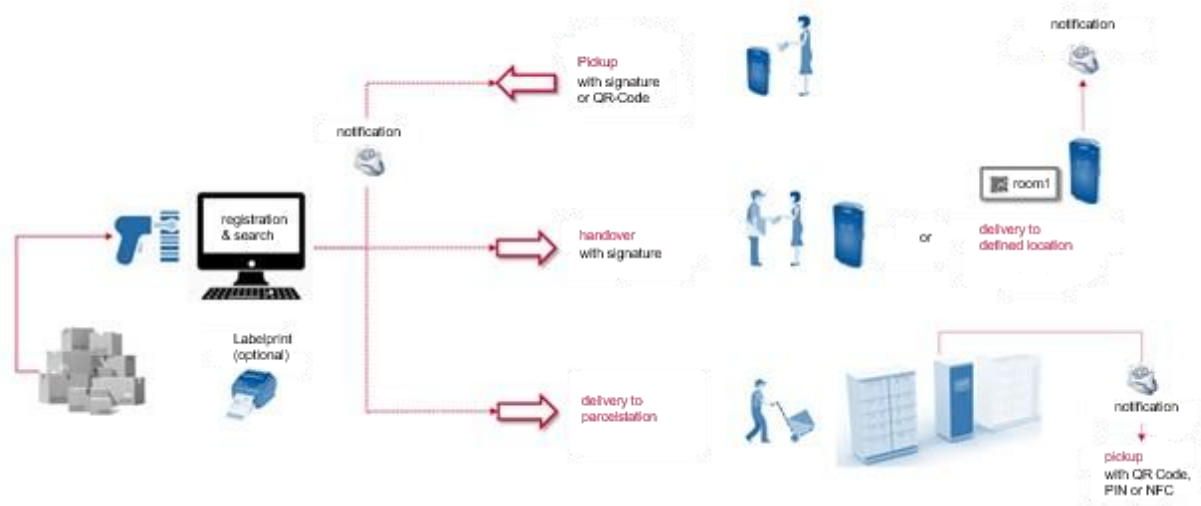 notification
Pickup
with signature
or QR-Code
notification
room1
registration
& search
handover
with signature
or
delivery to
defined location
Labelprint
(optional)
delivery to
parcelstation
notification
pickup
with QR Code,
PIN or NFC